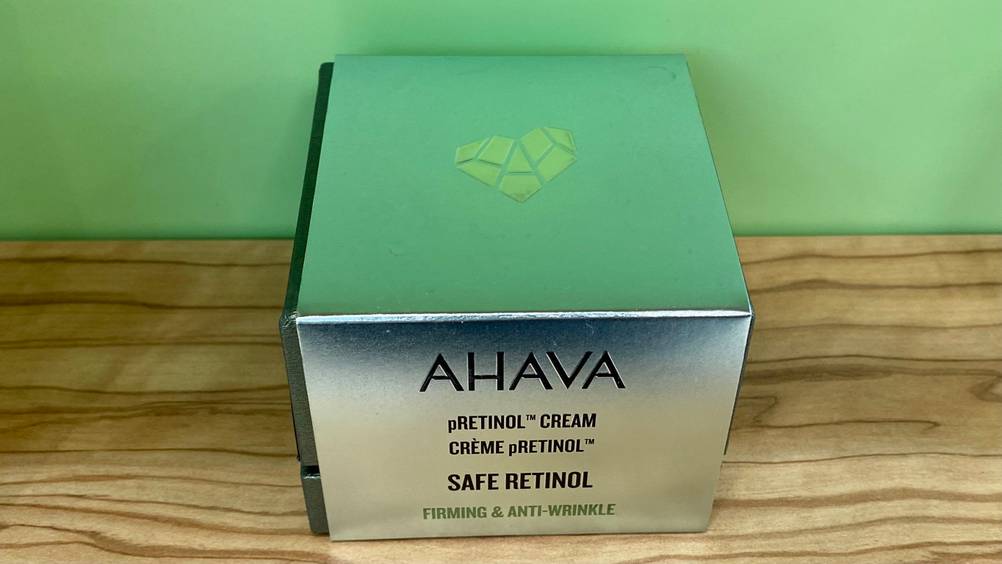 AHAVA
pRETINOL™ CREAM
CRÈME pRETINOL™
SAFE RETINOL
FIRMING & ANTI-WRINKLE